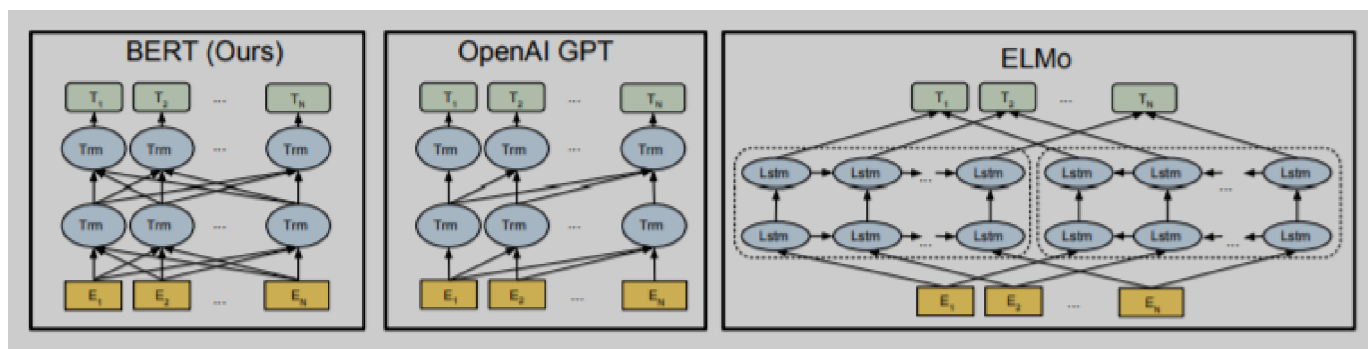 BERT (Ours)
T1 T2 ... TN
Trm Trm ... Trm
Trm Trm ... Trm
E1 E2 ... EN
OpenAI GPT
T1 T2 ... TN
Trm Trm ... Trm
Trm Trm ... Trm
E1 E2 ... EN
ELMo
T1 T2 ... TN
Lstm Lstm ... Lstm Lstm Lstm ... Lstm
Lstm Lstm ... Lstm Lstm Lstm ... Lstm
E1 E2 ... EN